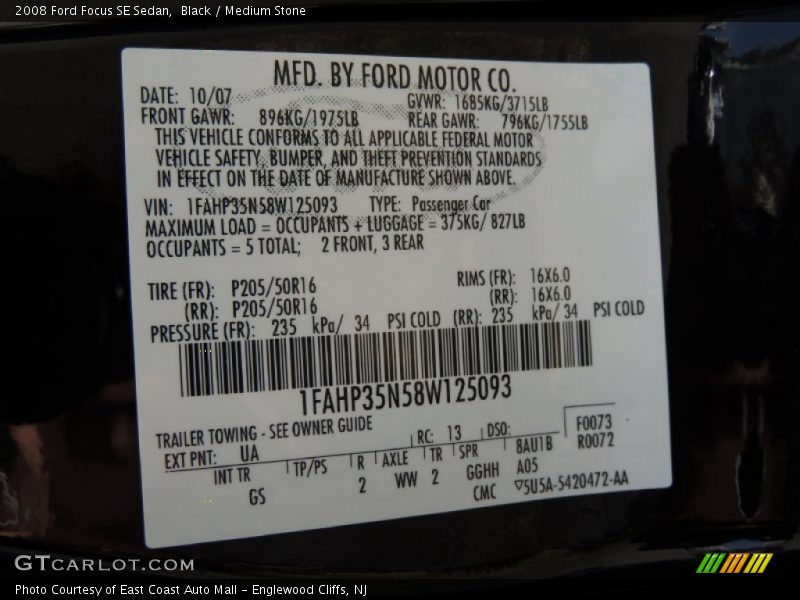 2008 Ford Focus SE Sedan,  Black / Medium Stone
MFD. BY FORD MOTOR CO.
DATE: 10/07 GVWR: 1685KG/3715LB
FRONT GAWR: 896KG/1975LB REAR GAWR: 796KG/1755LB
THIS VEHICLE CONFORMS TO ALL APPLICABLE FEDERAL MOTOR
VEHICLE SAFETY, BUMPER, AND THEFT PREVENTION STANDARDS
IN EFFECT ON THE DATE OF MANUFACTURE SHOWN ABOVE.
VIN: 1FAHP35N58W125093 TYPE: Passenger Car
MAXIMUM LOAD = OCCUPANTS + LUGGAGE = 375KG/ 827LB
OCCUPANTS = 5 TOTAL; 2 FRONT, 3 REAR
TIRE (FR): P205/50R16 RIMS (FR): 16X6.0
(RR): P205/50R16 (RR): 16X6.0
PRESSURE (FR): 235 kPa/ 34 PSI COLD (RR): 235 kPa/ 34 PSI COLD
1FAHP35N58W125093
TRAILER TOWING - SEE OWNER GUIDE
EXT PNT: UA RC: 13 DSO: F0073
INT TR TP/PS R AXLE TR SPR 8AU1B R0072
GS 2 WW 2 GGHH A05
CMC ▽5U5A-5420472-AA
GTCARLOT.COM
Photo Courtesy of East Coast Auto Mall – Englewood Cliffs, NJ